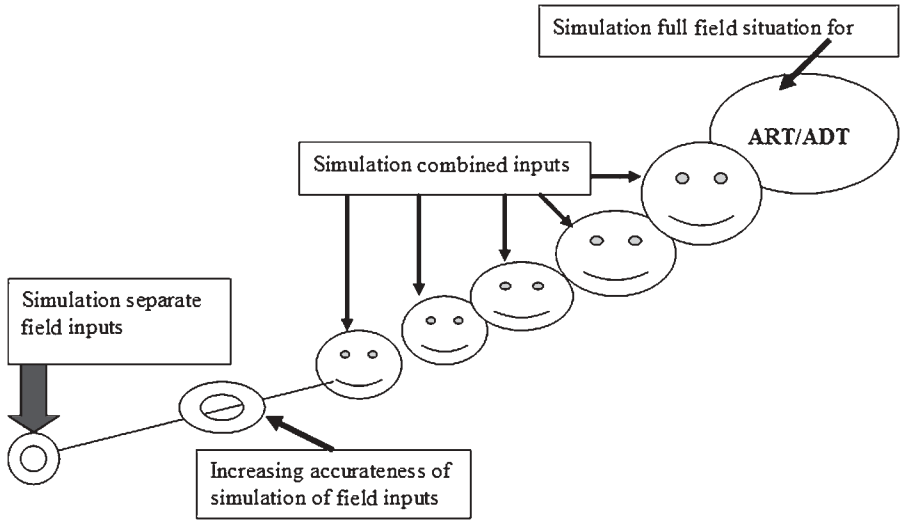 Simulation full field situation for
ART/ADT
Simulation combined inputs
Simulation separate
field inputs
Increasing accurateness of
simulation of field inputs